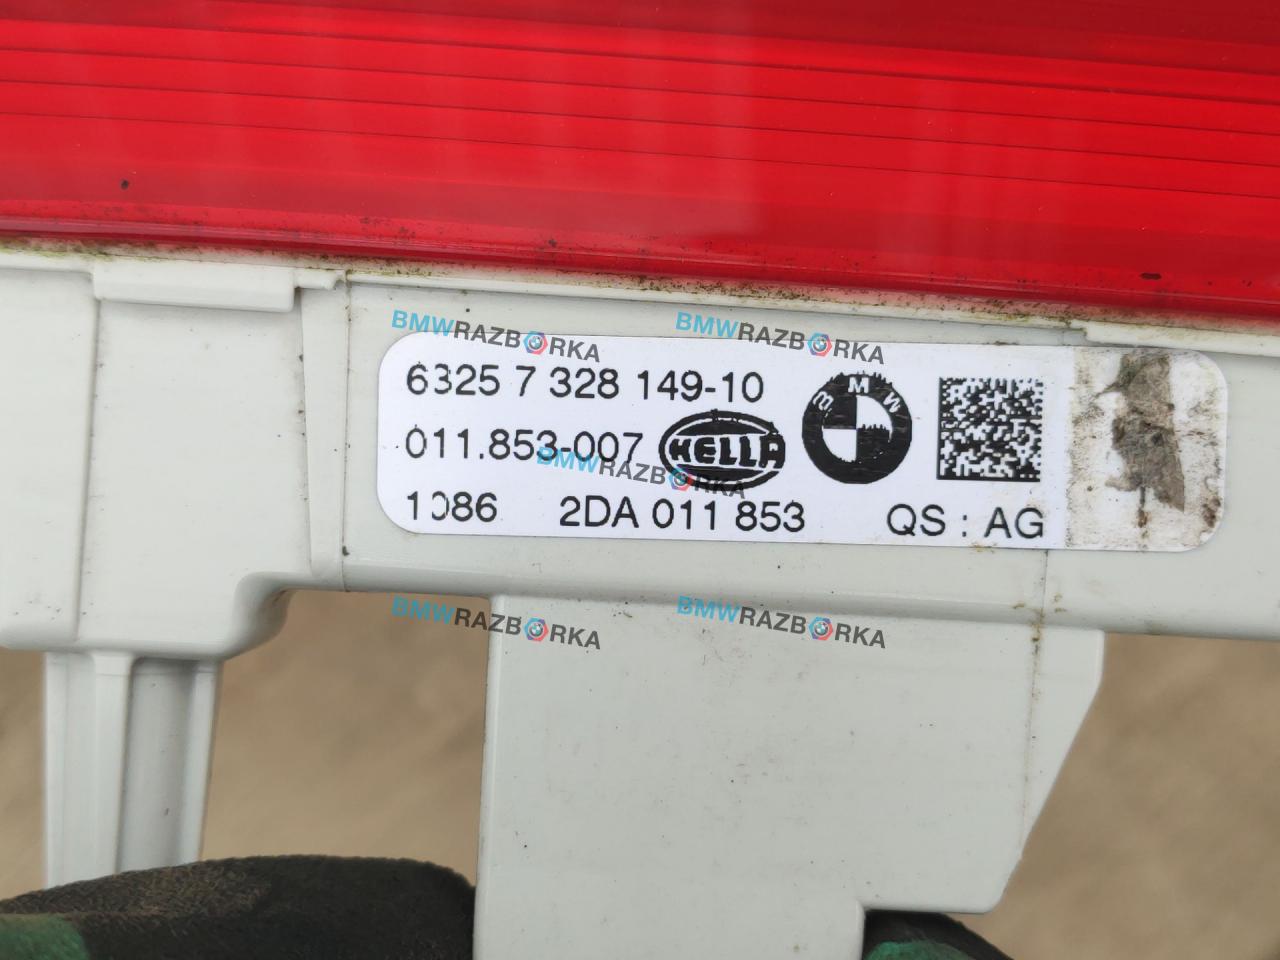 BMWRAZBORKA BMWRAZBORKA
6325 7 328 149-10
BMW
011.853-007 HELLA
BMWRAZBORKA
1086 2DA 011 853 QS : AG
BMWRAZBORKA BMWRAZBORKA